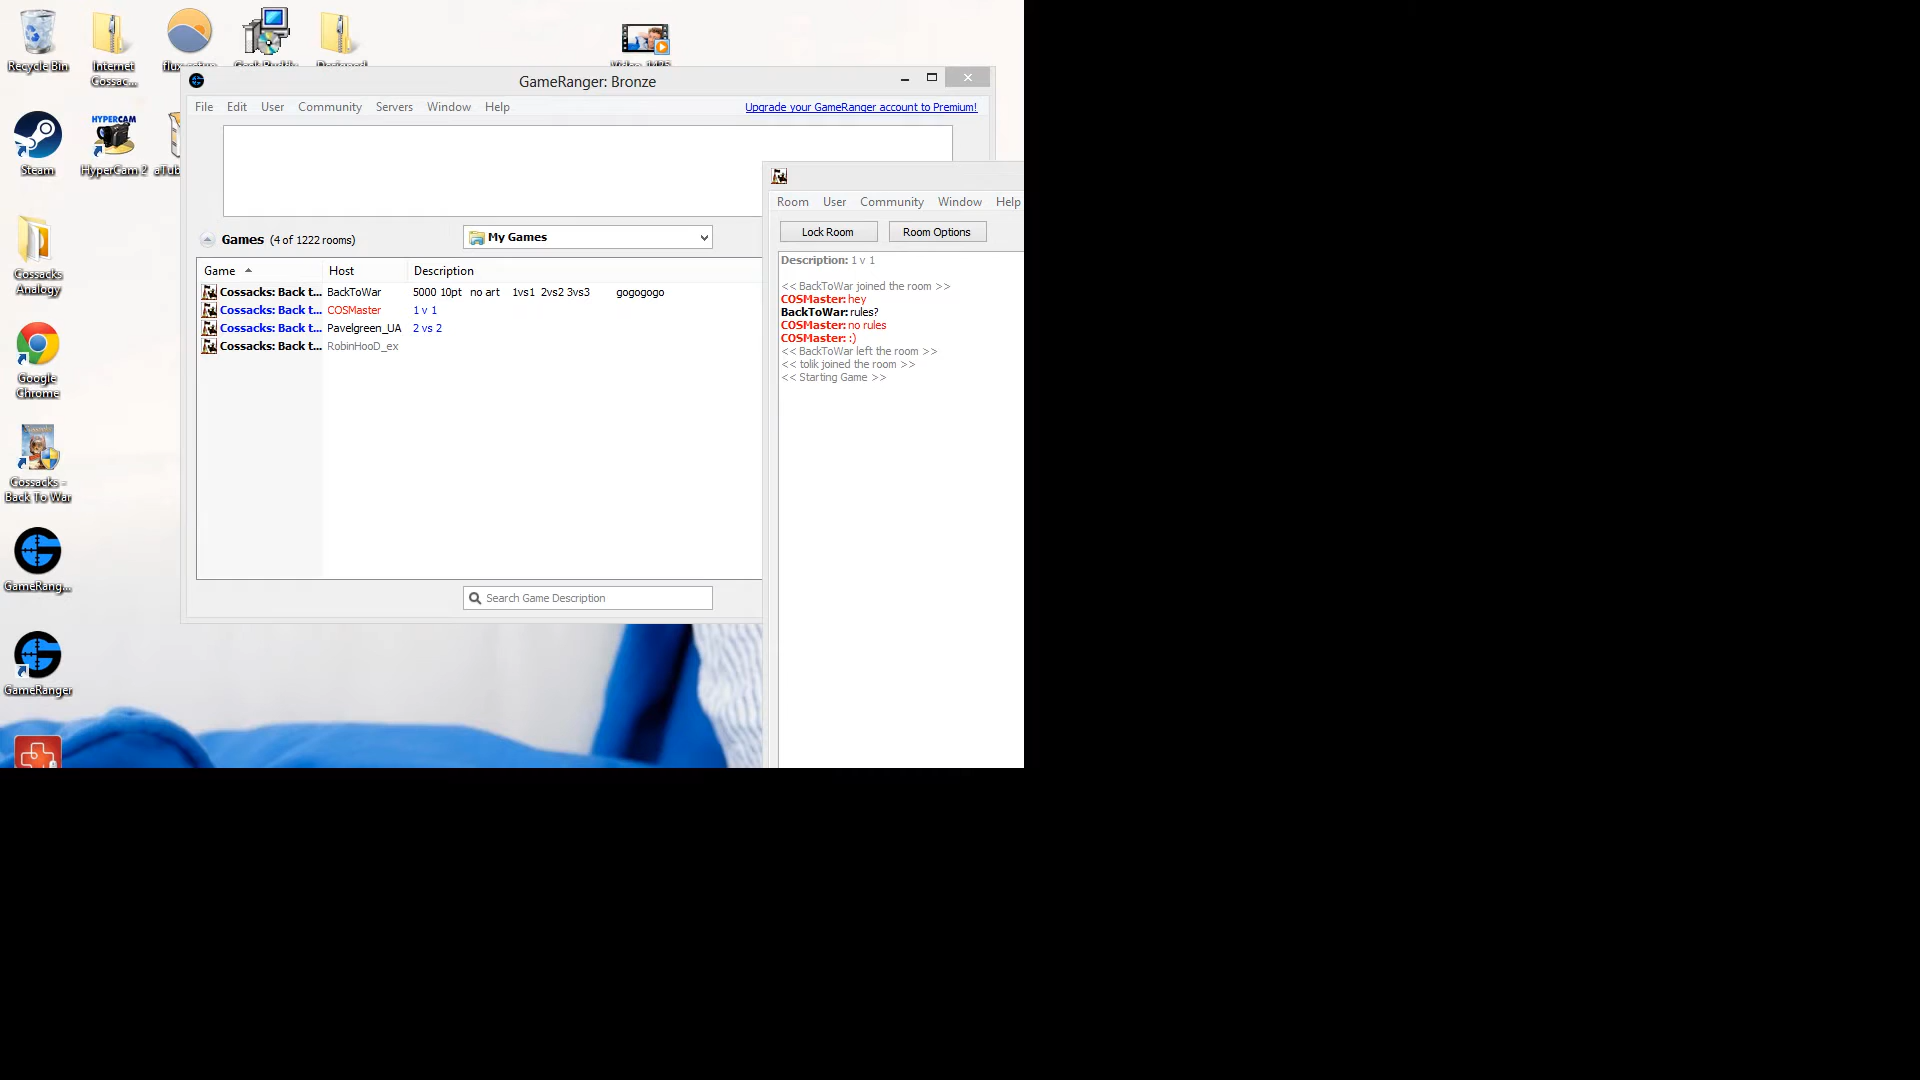 Recycle Bin
Internet
Cossac...
GameRanger: Bronze
File Edit User Community Servers Window Help
Upgrade your GameRanger account to Premium!
Steam
HYPERCAM
HyperCam 2
aTub
Room User Community Window Help
Lock Room Room Options
Games (4 of 1222 rooms)
My Games
Game Host Description
Cossacks: Back t... BackToWar 5000 10pt no art 1vs1 2vs2 3vs3 gogogogo
Cossacks: Back t... COSMaster 1 v 1
Cossacks: Back t... Pavelgreen_UA 2 vs 2
Cossacks: Back t... RobinHooD_ex
Description: 1 v 1
<< BackToWar joined the room >>
COSMaster: hey
BackToWar: rules?
COSMaster: no rules
COSMaster: :)
<< BackToWar left the room >>
<< tolik joined the room >>
<< Starting Game >>
Cossacks
Analogy
Google
Chrome
Cossacks -
Back To War
GameRang...
Search Game Description
GameRanger